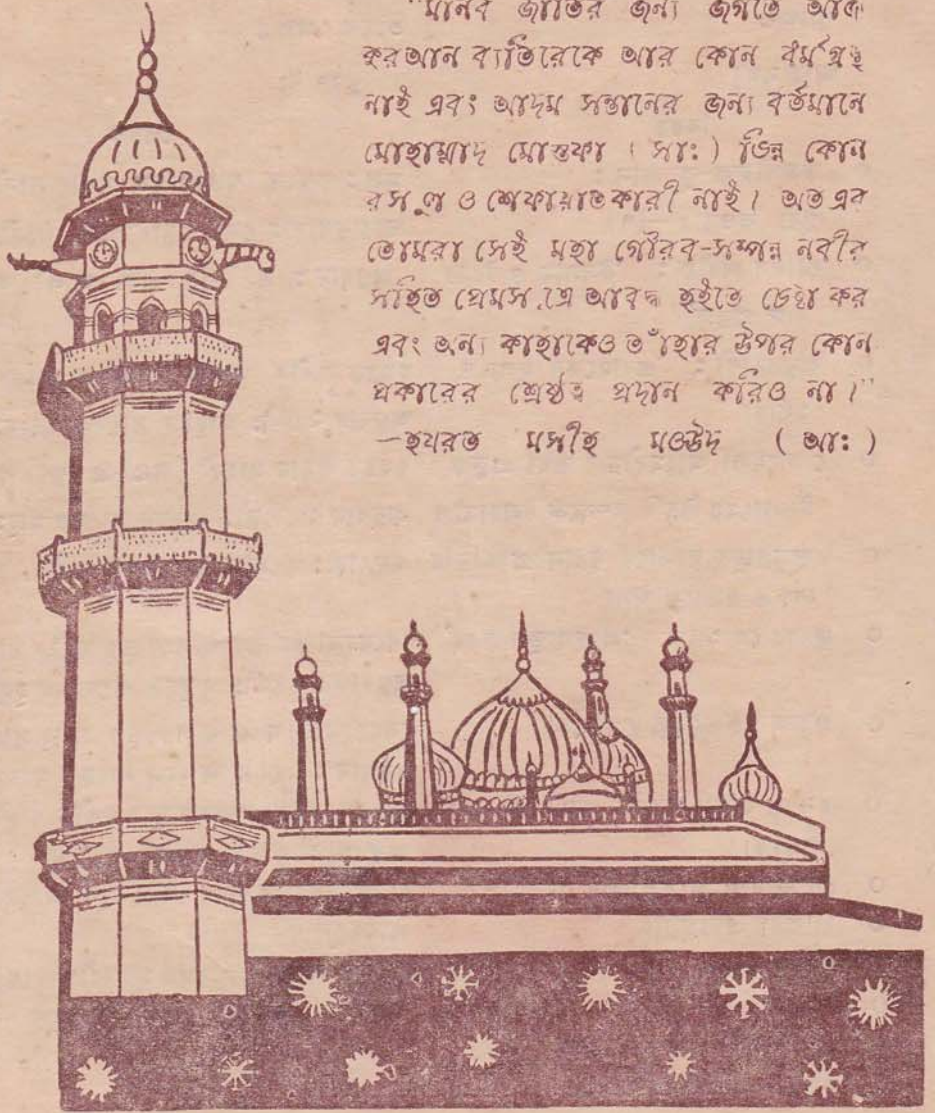 "মানব জাতির জন্য জগতে আজ
কুরআন ব্যতিরেকে আর কোন ধর্মগ্রন্থ
নাই এবং আদম সন্তানের জন্য বর্তমানে
মোহাম্মাদ মোস্তফা ( সাঃ ) ভিন্ন কোন
রসূল ও শেফায়াতকারী নাই। অতএব
তোমরা সেই মহা গৌরব-সম্পন্ন নবীর
সহিত প্রেমসূত্রে আবদ্ধ হইতে চেষ্টা কর
এবং অন্য কাহাকেও তাঁহার উপর কোন
প্রকারের শ্রেষ্ঠত্ব প্রদান করিও না।"
–হযরত মসীহ মওউদ ( আঃ )